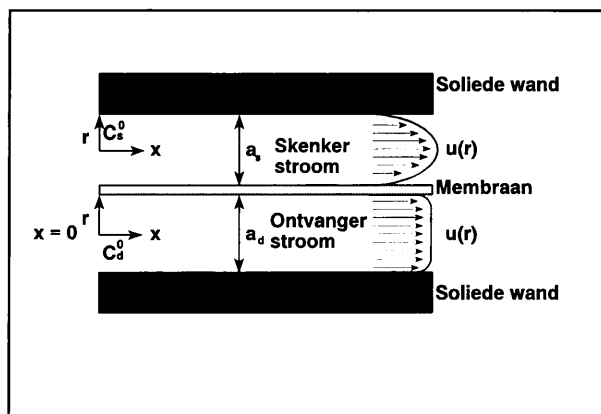 Soliede wand
r C_s^0 x
a_s
Skenker
stroom
u(r)
Membraan
x = 0
r C_d^0 x
a_d
Ontvanger
stroom
u(r)
Soliede wand